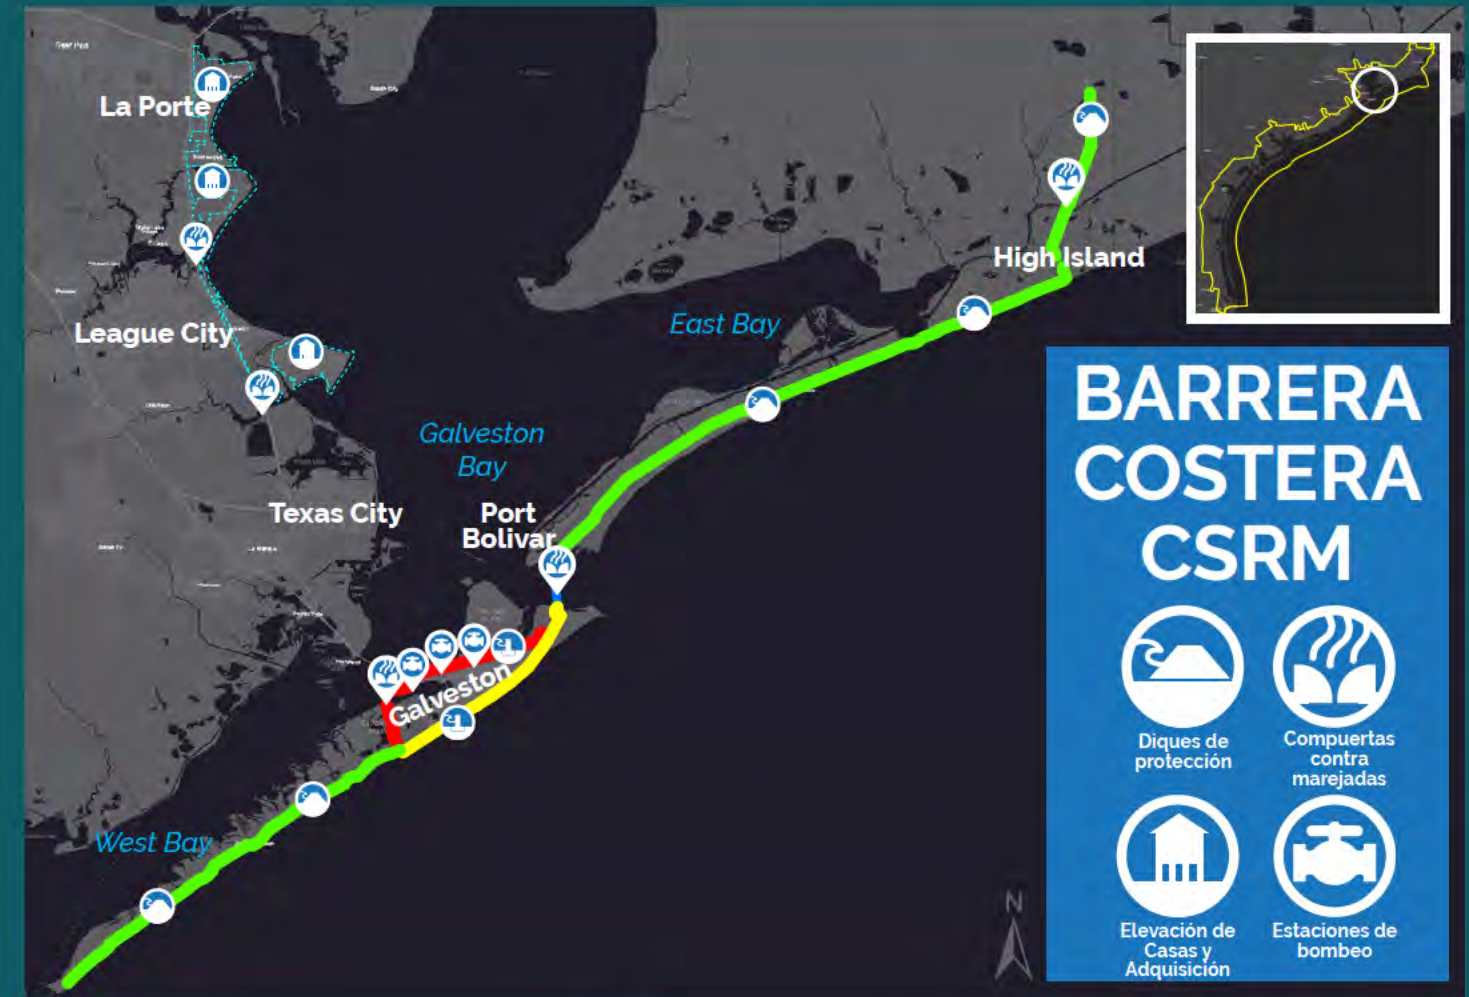 La Porte
High Island
East Bay
League City
Galveston
Bay
Texas City
Port
Bolivar
Galveston
West Bay
N
BARRERA
COSTERA
CSRM
Diques de
protección
Compuertas
contra
marejadas
Elevación de
Casas y
Adquisición
Estaciones de
bombeo